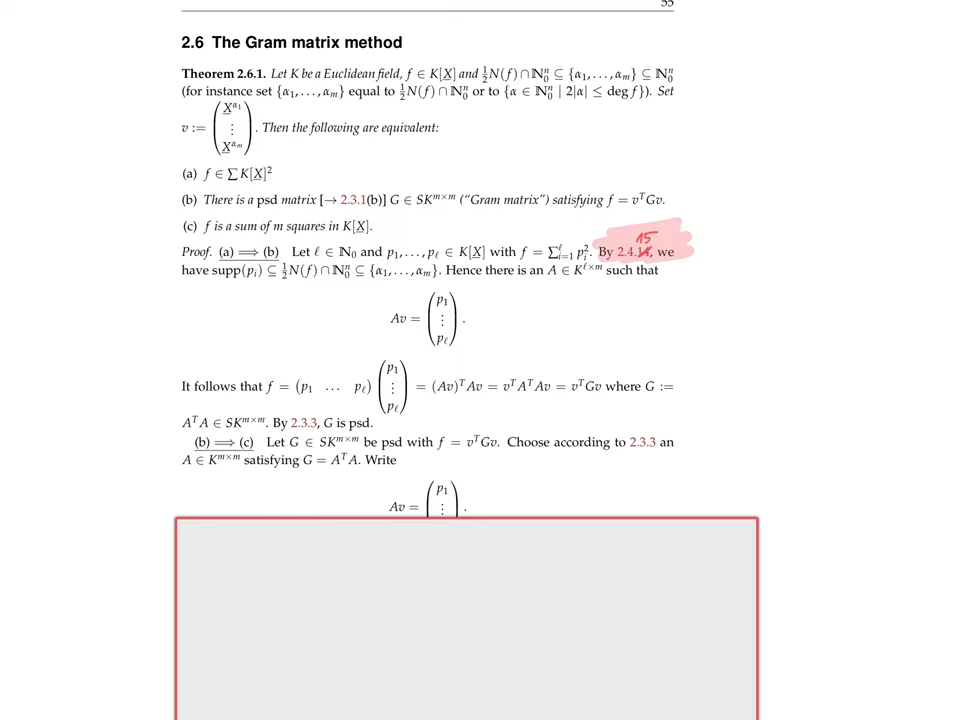 55
2.6 The Gram matrix method
Theorem 2.6.1. Let K be a Euclidean field, f ∈ K[X] and ½N(f) ∩ ℕ₀ⁿ ⊆ {α₁, . . . , αₘ} ⊆ ℕ₀ⁿ
(for instance set {α₁, . . . , αₘ} equal to ½N(f) ∩ ℕ₀ⁿ or to {α ∈ ℕ₀ⁿ | 2|α| ≤ deg f}). Set
v := (X^α₁ ⋮ X^αₘ). Then the following are equivalent:
(a) f ∈ ∑ K[X]²
(b) There is a psd matrix [→ 2.3.1(b)] G ∈ SK^{m×m} (“Gram matrix”) satisfying f = vᵀGv.
(c) f is a sum of m squares in K[X].
15
Proof. (a) ⟹ (b) Let ℓ ∈ ℕ₀ and p₁, . . . , p_ℓ ∈ K[X] with f = ∑_{i=1}^ℓ p_i². By 2.4.14, we
have supp(p_i) ⊆ ½N(f) ∩ ℕ₀ⁿ ⊆ {α₁, . . . , αₘ}. Hence there is an A ∈ K^{ℓ×m} such that
Av = (p₁ ⋮ p_ℓ).
It follows that f = (p₁ . . . p_ℓ) (p₁ ⋮ p_ℓ) = (Av)ᵀAv = vᵀAᵀAv = vᵀGv where G :=
AᵀA ∈ SK^{m×m}. By 2.3.3, G is psd.
(b) ⟹ (c) Let G ∈ SK^{m×m} be psd with f = vᵀGv. Choose according to 2.3.3 an
A ∈ K^{m×m} satisfying G = AᵀA. Write
Av = (p₁ ⋮ .